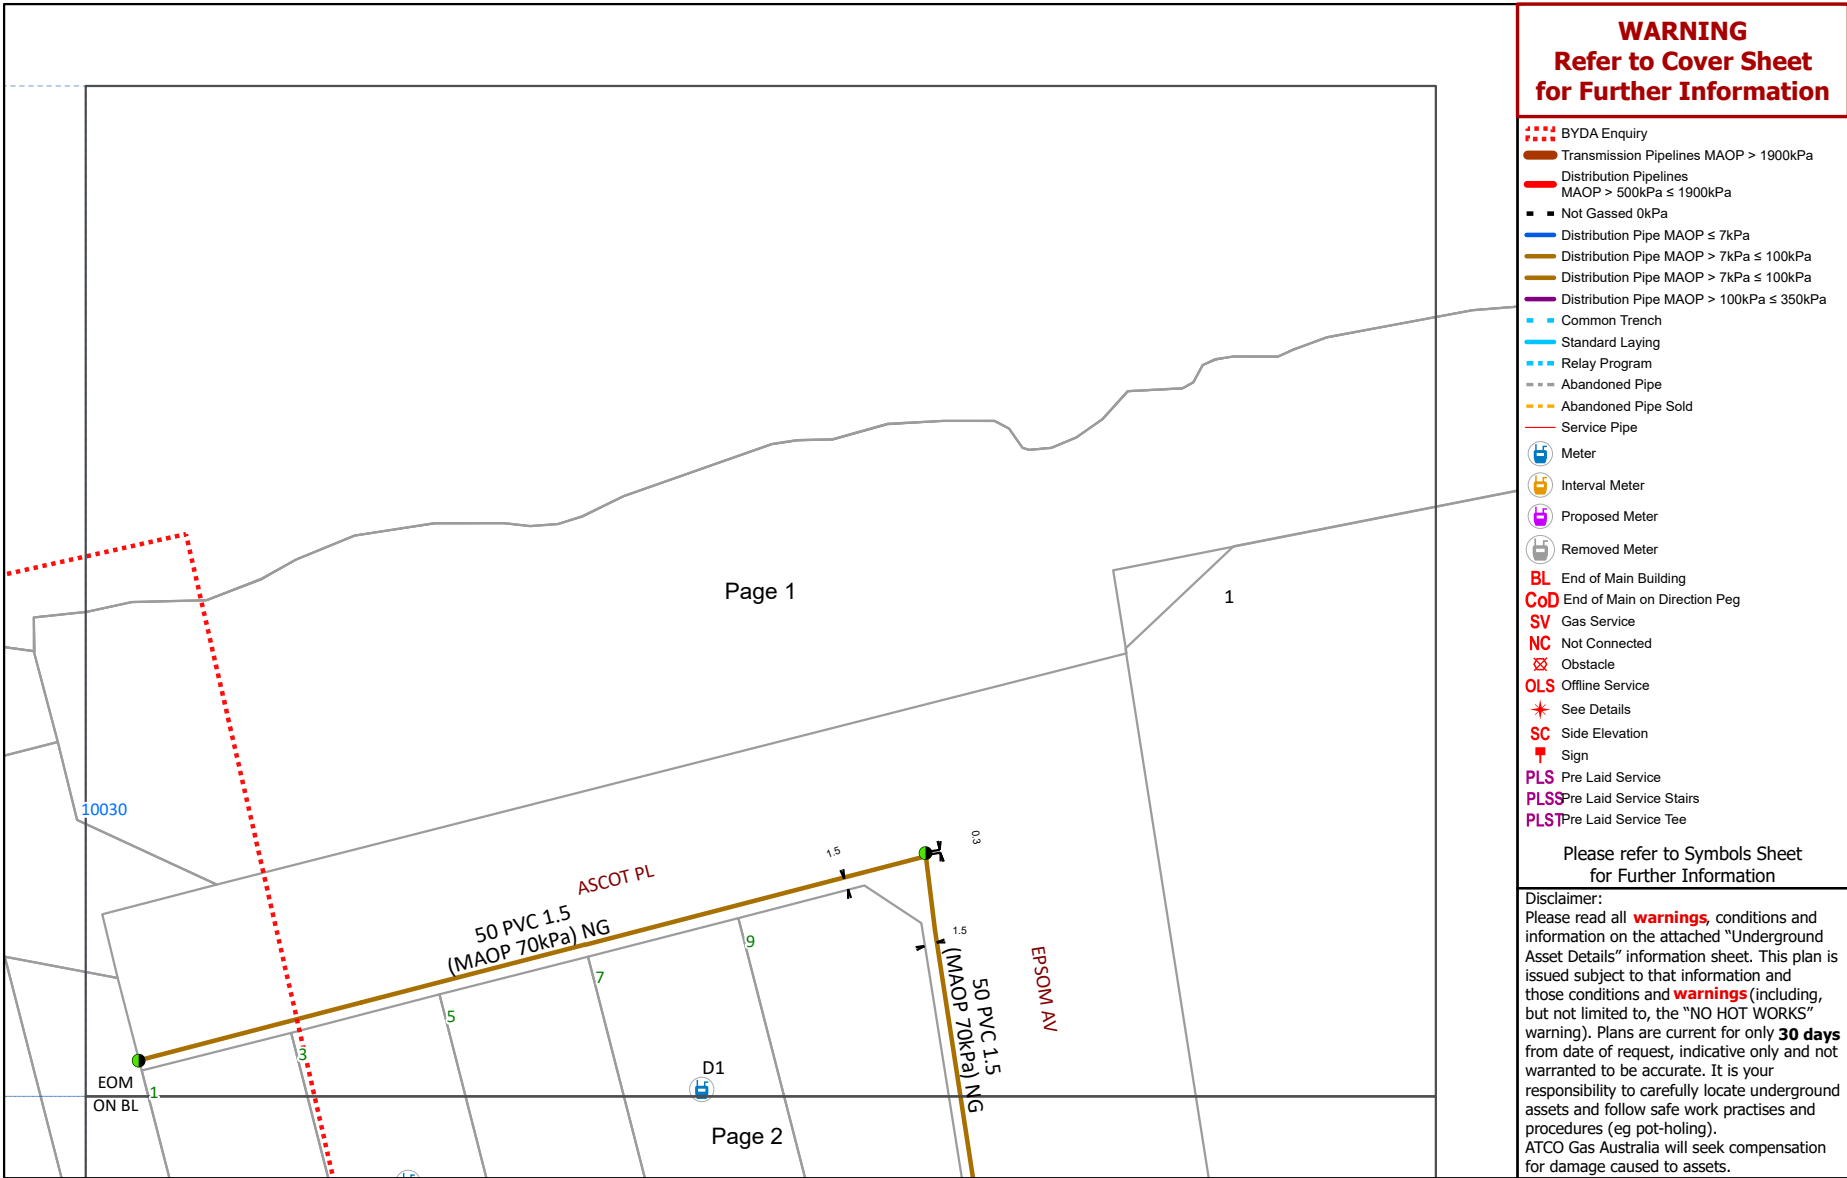 Page 1
1
10030
0.3
1.5
ASCOT PL
50 PVC 1.5
(MAOP 70kPa) NG
9
1.5
7
EPSOM AV
50 PVC 1.5
(MAOP 70kPa) NG
5
3
D1
EOM
ON BL
1
Page 2
WARNING
Refer to Cover Sheet
for Further Information
BYDA Enquiry
Transmission Pipelines MAOP > 1900kPa
Distribution Pipelines
MAOP > 500kPa ≤ 1900kPa
Not Gassed 0kPa
Distribution Pipe MAOP ≤ 7kPa
Distribution Pipe MAOP > 7kPa ≤ 100kPa
Distribution Pipe MAOP > 7kPa ≤ 100kPa
Distribution Pipe MAOP > 100kPa ≤ 350kPa
Common Trench
Standard Laying
Relay Program
Abandoned Pipe
Abandoned Pipe Sold
Service Pipe
Meter
Interval Meter
Proposed Meter
Removed Meter
BL End of Main Building
CoD End of Main on Direction Peg
SV Gas Service
NC Not Connected
Obstacle
OLS Offline Service
See Details
SC Side Elevation
Sign
PLS Pre Laid Service
PLSS Pre Laid Service Stairs
PLST Pre Laid Service Tee
Please refer to Symbols Sheet
for Further Information
Disclaimer:
Please read all warnings, conditions and
information on the attached “Underground
Asset Details” information sheet. This plan is
issued subject to that information and
those conditions and warnings (including,
but not limited to, the “NO HOT WORKS”
warning). Plans are current for only 30 days
from date of request, indicative only and not
warranted to be accurate. It is your
responsibility to carefully locate underground
assets and follow safe work practises and
procedures (eg pot-holing).
ATCO Gas Australia will seek compensation
for damage caused to assets.